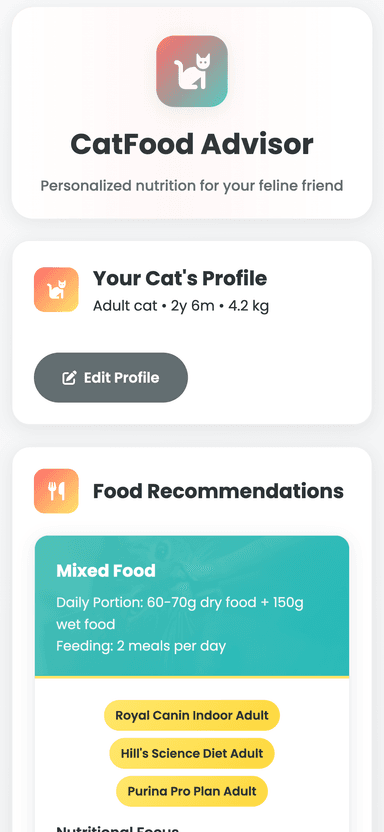 CatFood Advisor
Personalized nutrition for your feline friend
Your Cat's Profile
Adult cat • 2y 6m • 4.2 kg
Edit Profile
Food Recommendations
Mixed Food
Daily Portion: 60-70g dry food + 150g
wet food
Feeding: 2 meals per day
Royal Canin Indoor Adult
Hill's Science Diet Adult
Purina Pro Plan Adult
Nutritional Focus